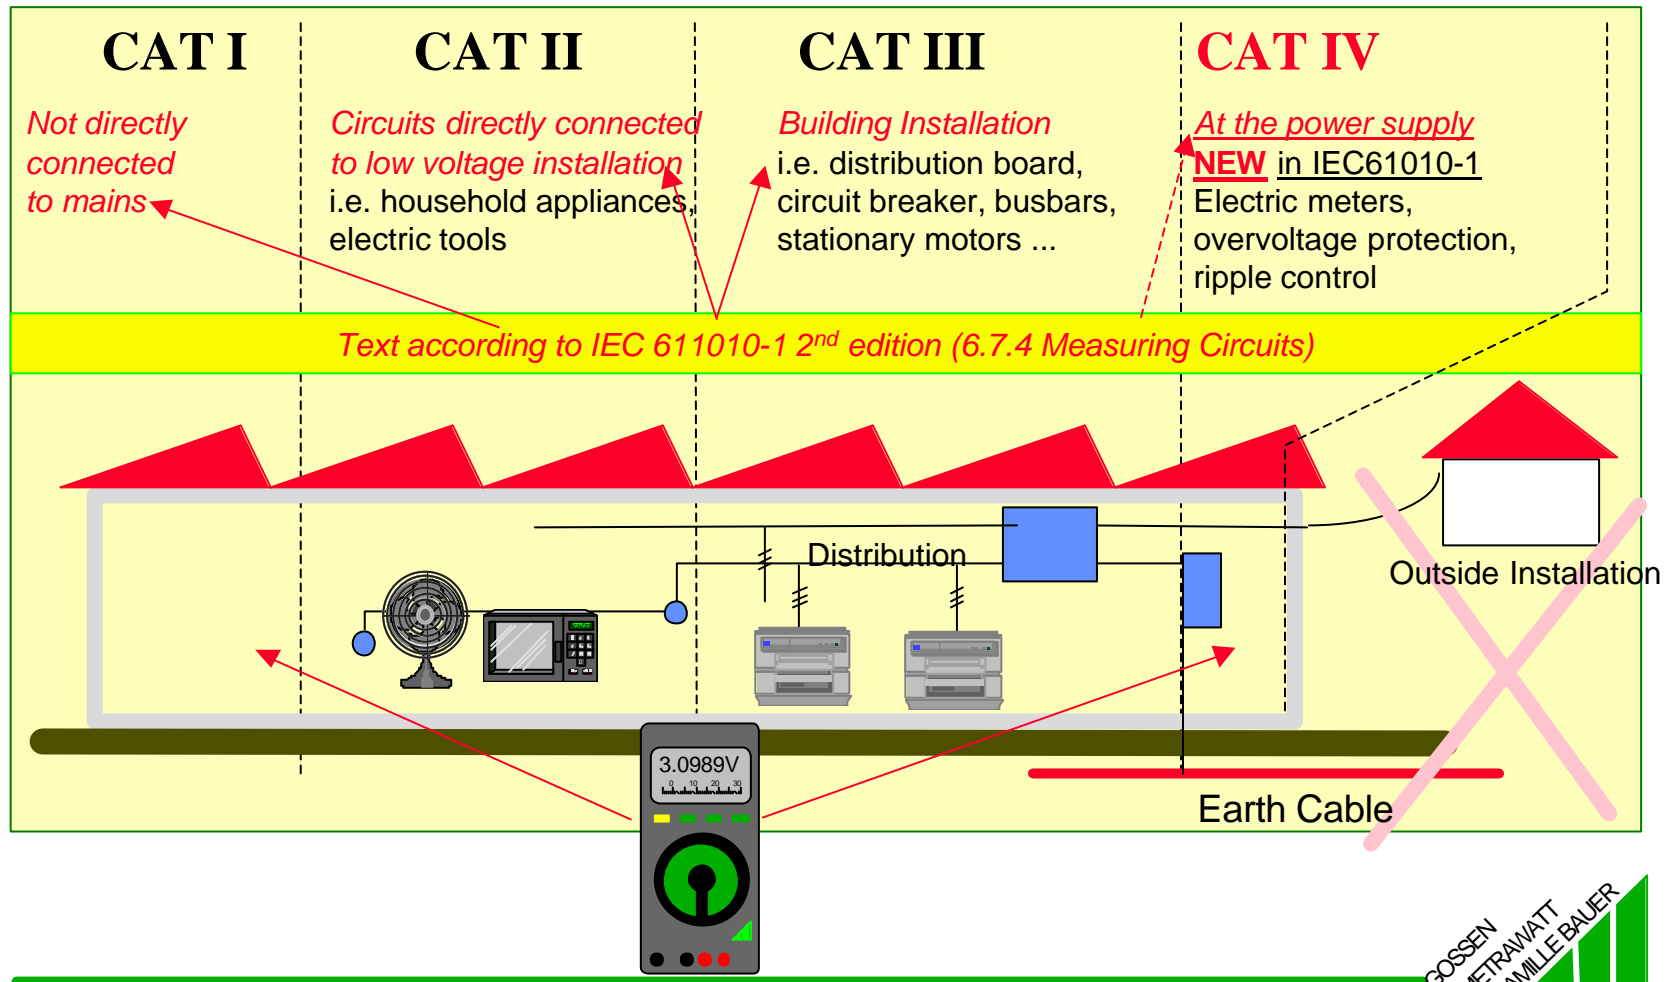 CAT I
CAT II
CAT III
CAT IV
Not directly
connected
to mains
Circuits directly connected
to low voltage installation
i.e. household appliances,
electric tools
Building Installation
i.e. distribution board,
circuit breaker, busbars,
stationary motors ...
At the power supply
NEW in IEC61010-1
Electric meters,
overvoltage protection,
ripple control
Text according to IEC 611010-1 2nd edition (6.7.4 Measuring Circuits)
Distribution
Outside Installation
3.0989V
0 10 20 30
Earth Cable
GOSSEN
METRAWATT
CAMILLE BAUER